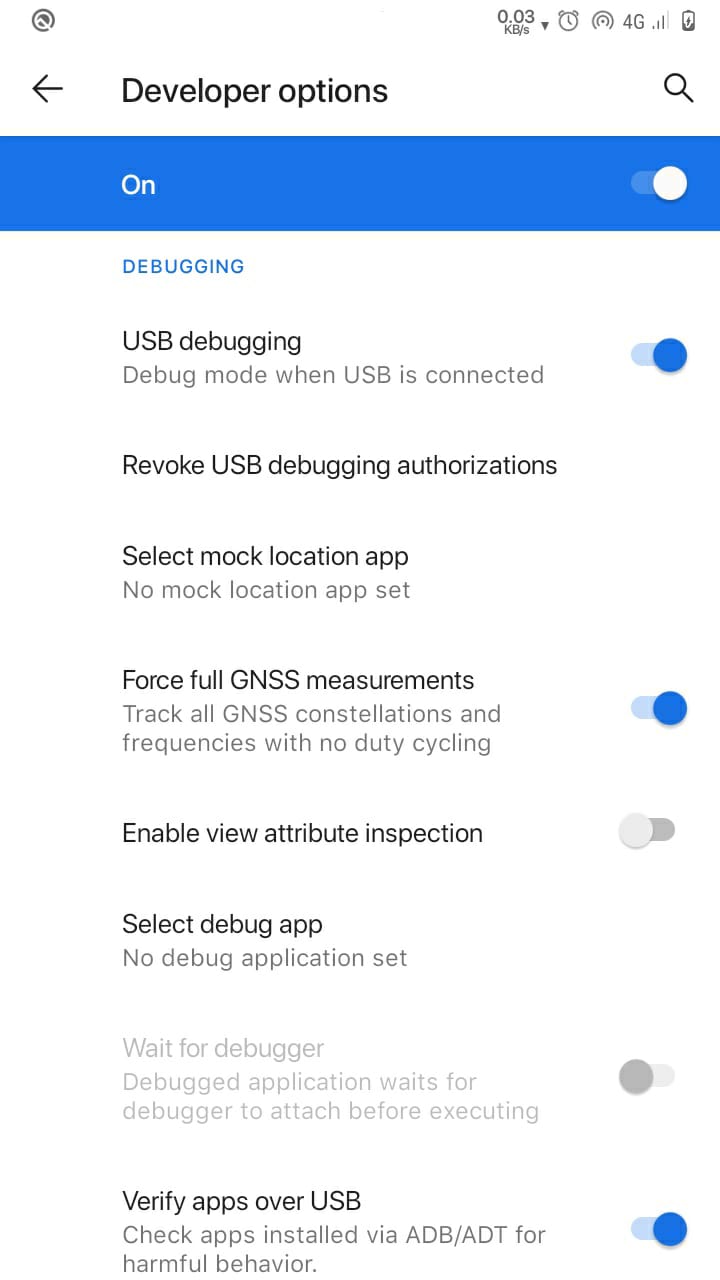 0.03
KB/s
4G
Developer options
On
DEBUGGING
USB debugging
Debug mode when USB is connected
Revoke USB debugging authorizations
Select mock location app
No mock location app set
Force full GNSS measurements
Track all GNSS constellations and
frequencies with no duty cycling
Enable view attribute inspection
Select debug app
No debug application set
Wait for debugger
Debugged application waits for
debugger to attach before executing
Verify apps over USB
Check apps installed via ADB/ADT for
harmful behavior.